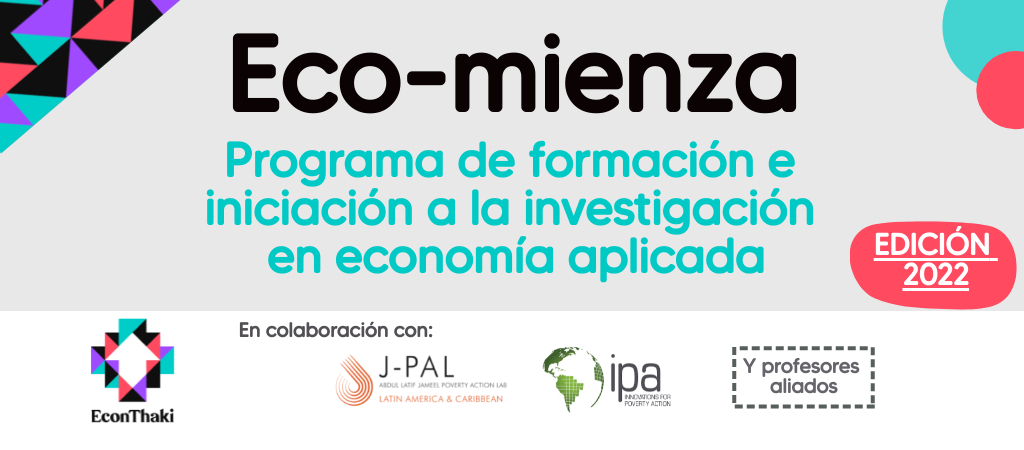 Eco-mienza
Programa de formación e
iniciación a la investigación
en economía aplicada
EDICIÓN
2022
En colaboración con:
EconThaki
J-PAL
ABDUL LATIF JAMEEL POVERTY ACTION LAB
LATIN AMERICA & CARIBBEAN
ipa
INNOVATIONS FOR
POVERTY ACTION
Y profesores
aliados